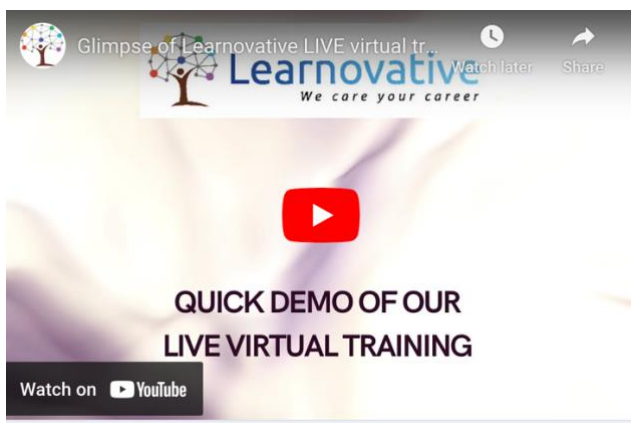 Glimpse of Learnovative LIVE virtual tr...
Watch later
Share
Learnovative
We care your career
QUICK DEMO OF OUR
LIVE VIRTUAL TRAINING
Watch on YouTube